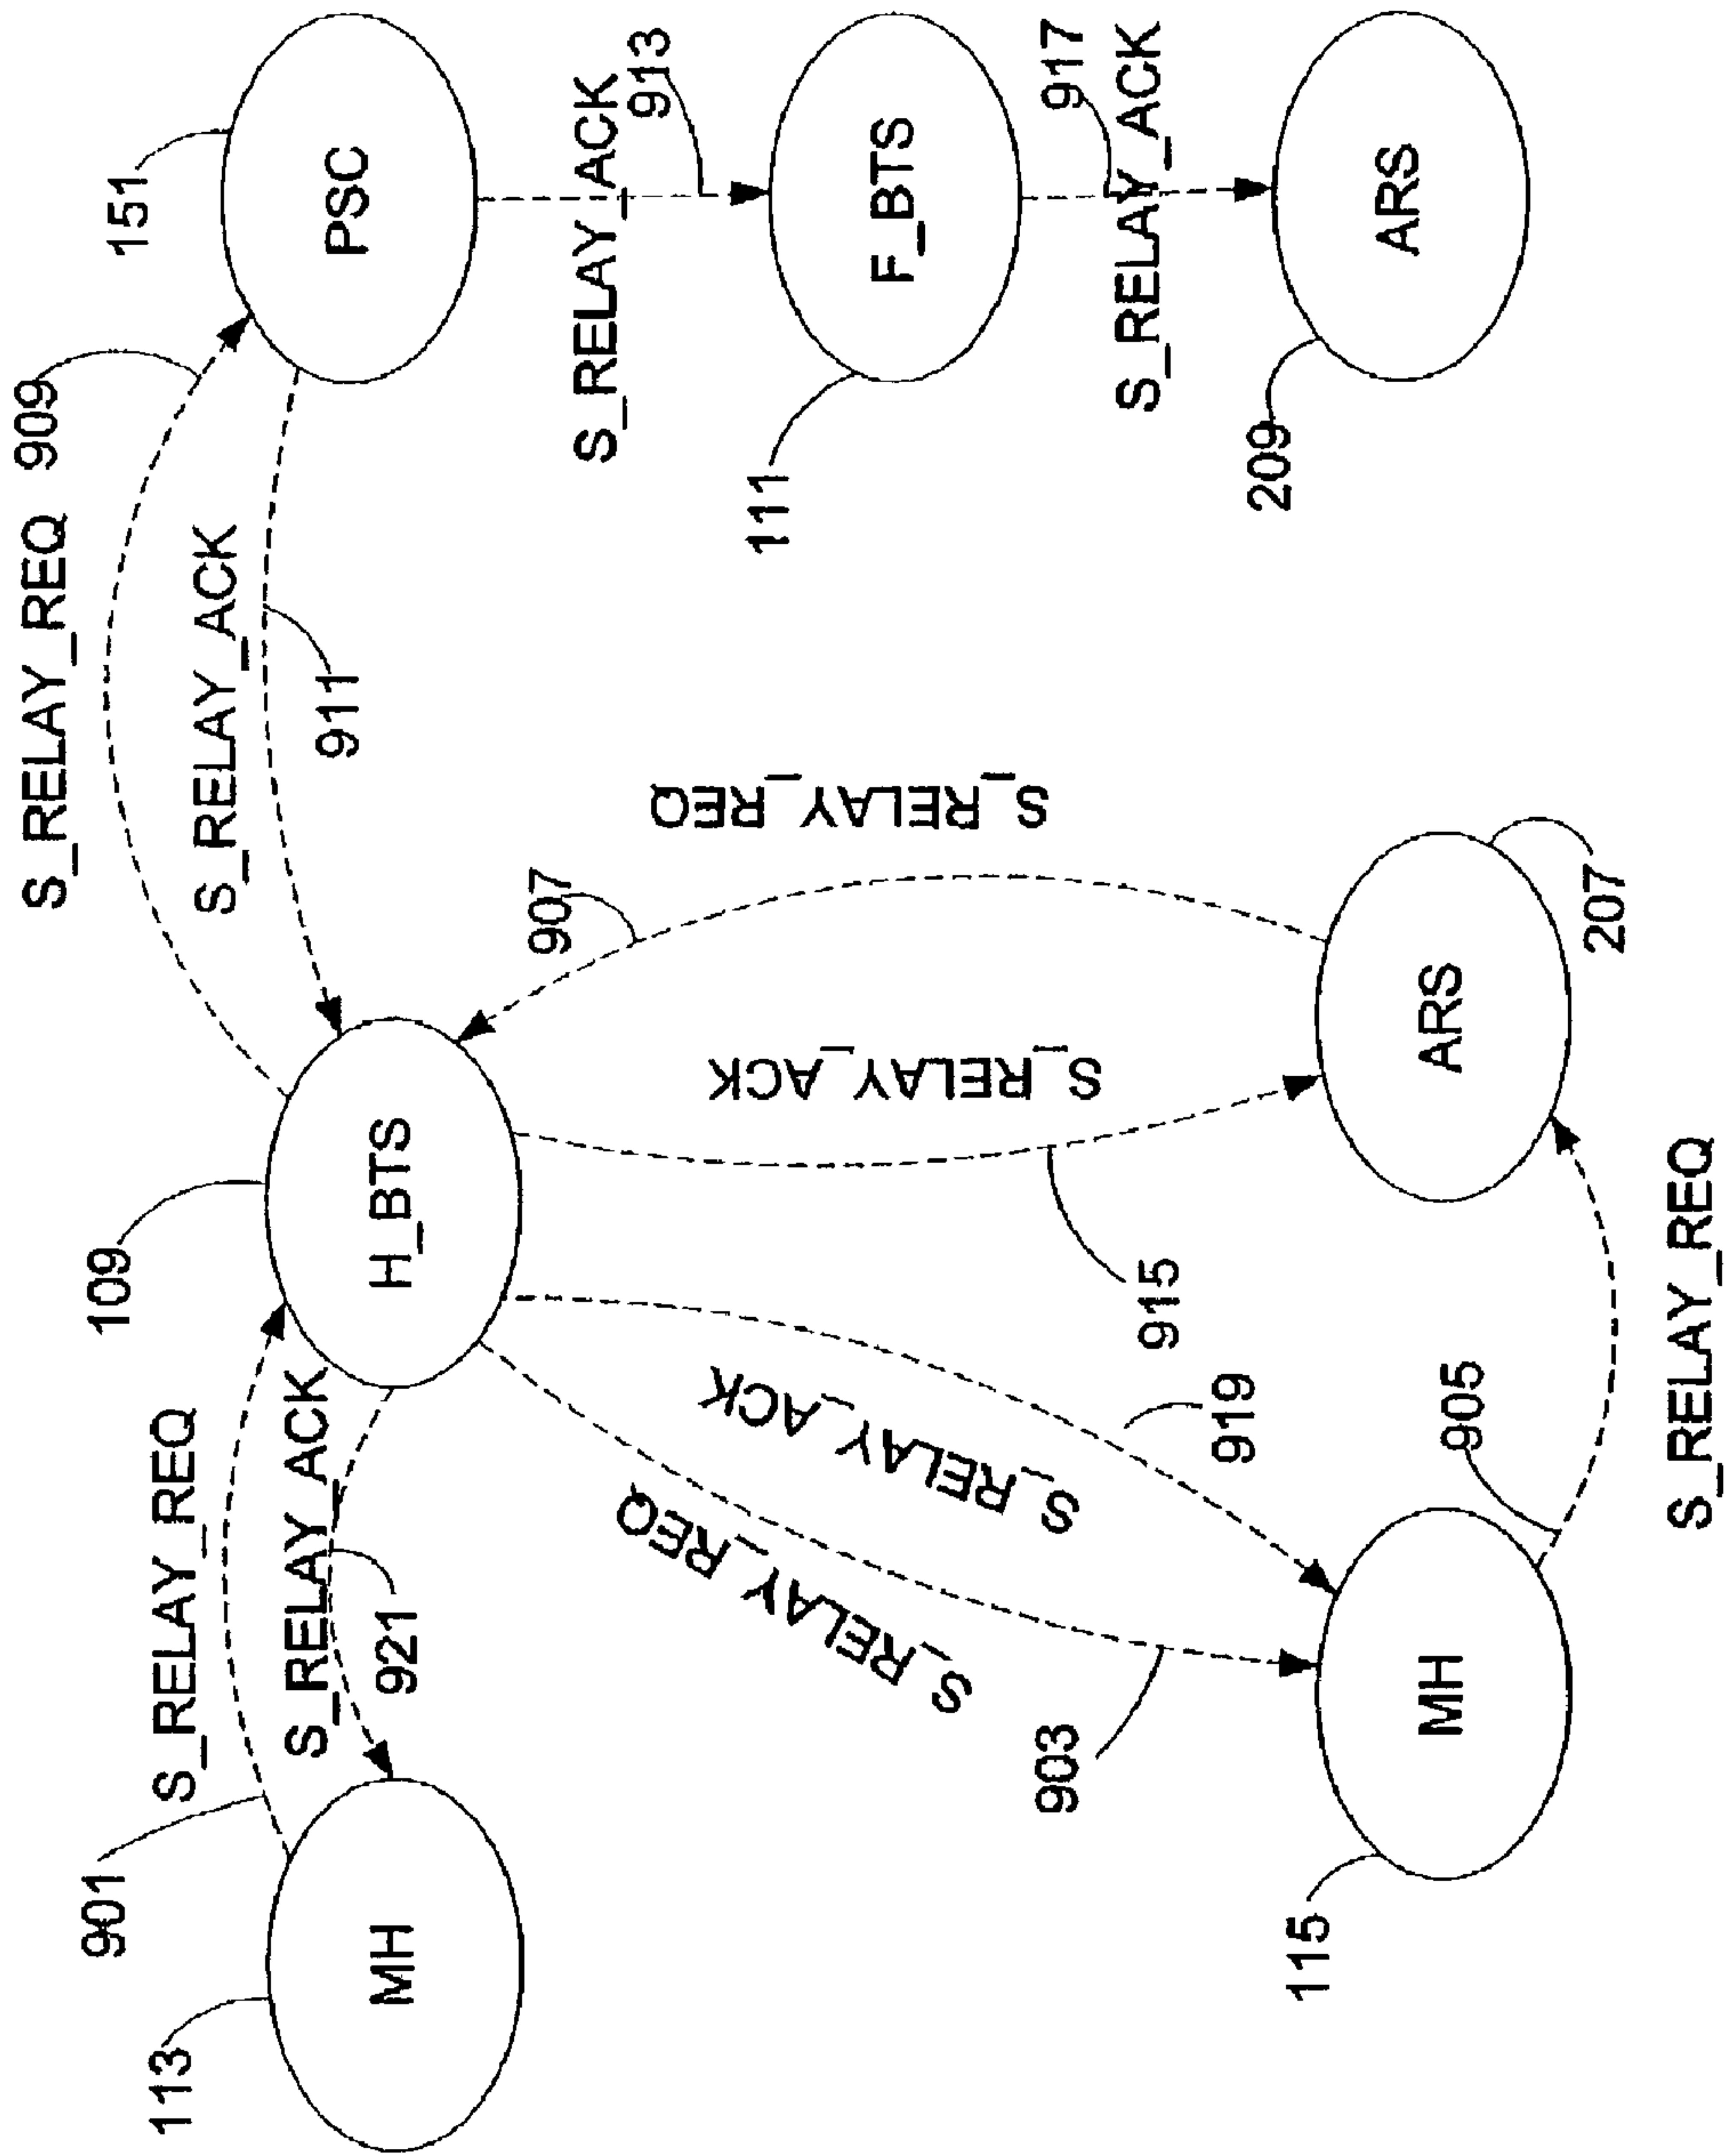 113
MH
901
S_RELAY_REQ
S_RELAY_ACK
921
109
H_BTS
S_RELAY_REQ 909
S_RELAY_ACK
911
151
PSC
S_RELAY_ACK
913
111
F_BTS
917
S_RELAY_ACK
209
ARS
S_RELAY_REQ
907
S_RELAY_ACK
915
S_RELAY_ACK
919
S_RELAY_REQ
903
115
MH
905
S_RELAY_REQ
ARS
207